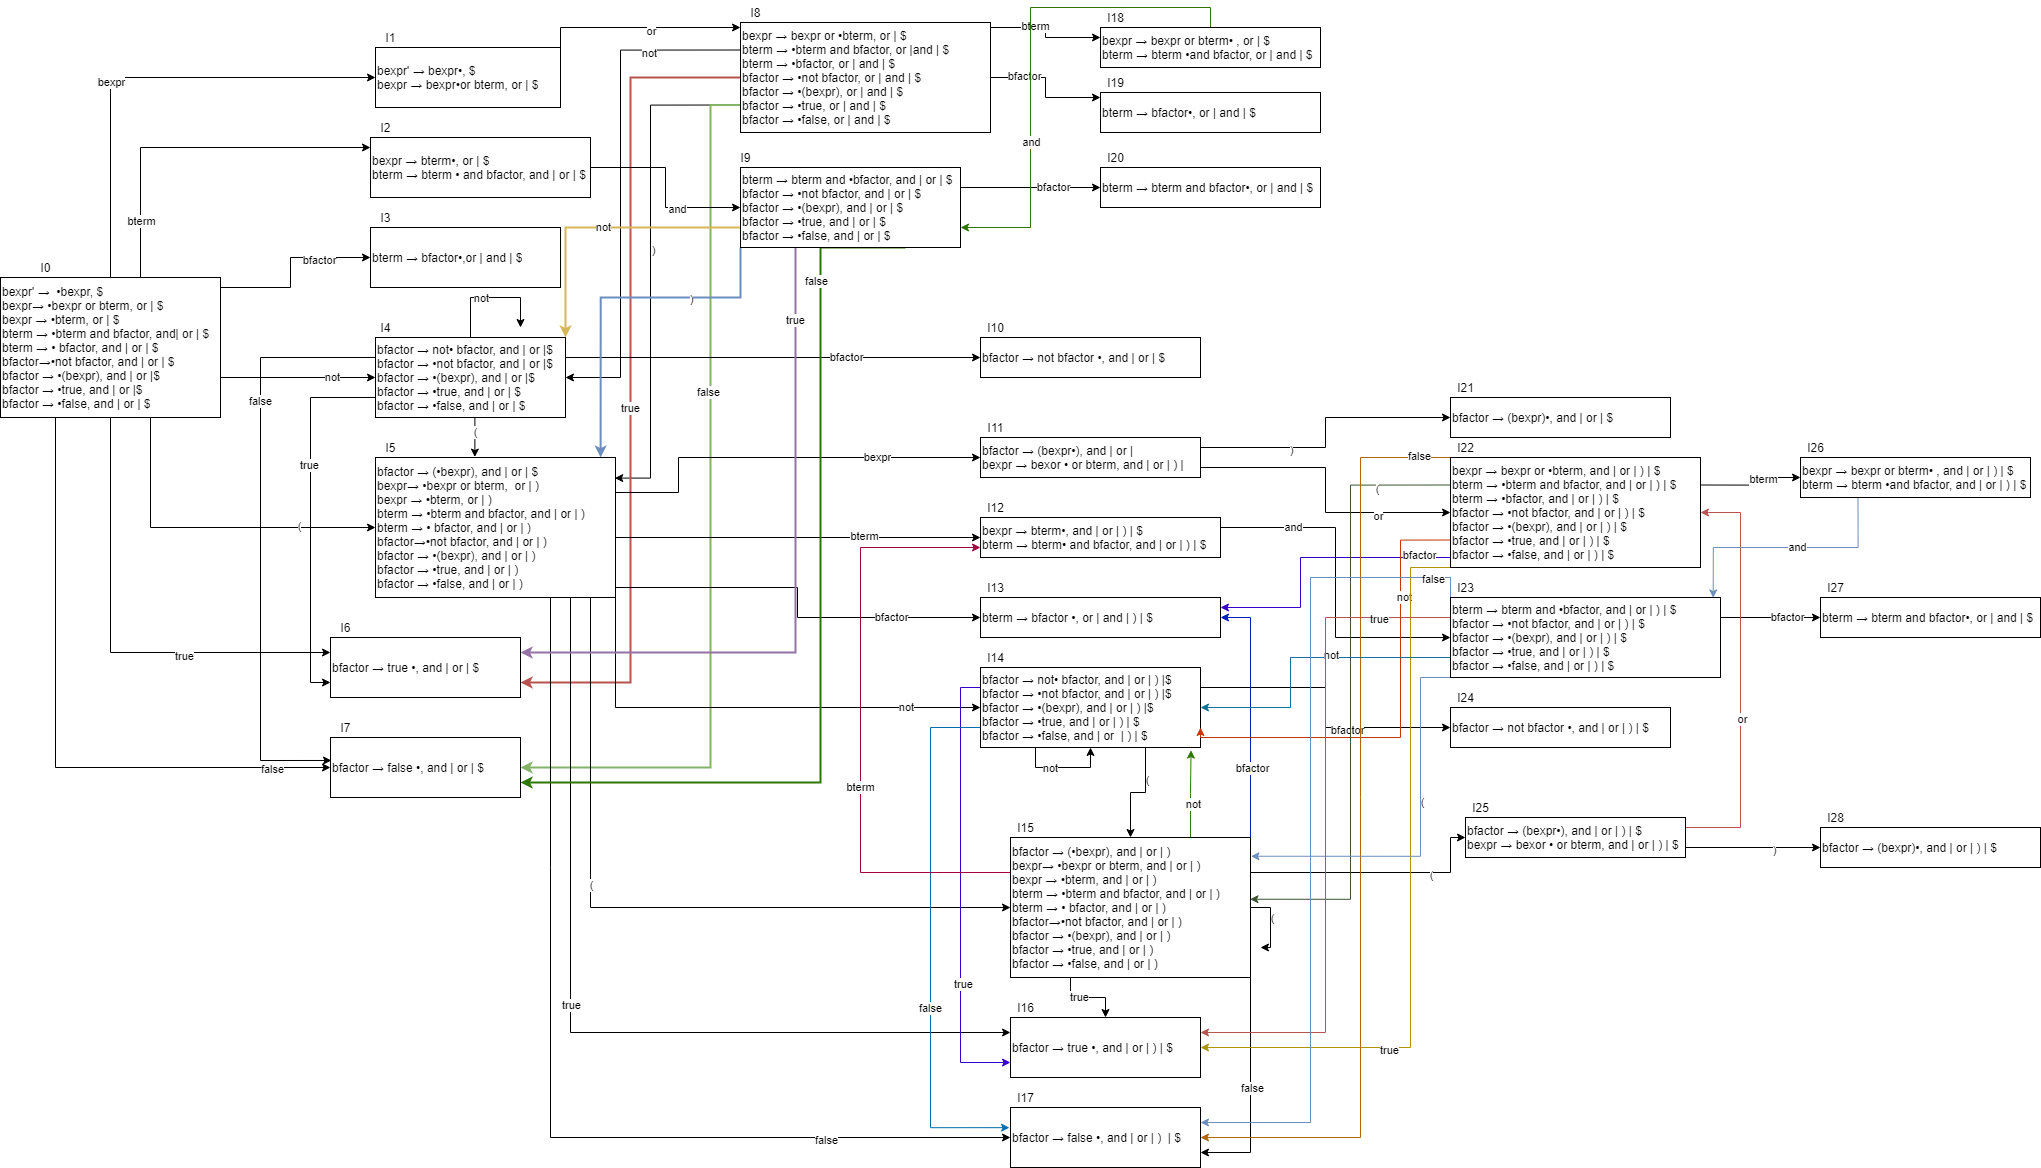 I0
bexpr' → •bexpr, $
bexpr→ •bexpr or bterm, or | $
bexpr → •bterm, or | $
bterm → •bterm and bfactor, and| or | $
bterm → • bfactor, and | or | $
bfactor→•not bfactor, and | or | $
bfactor → •(bexpr), and | or |$
bfactor → •true, and | or |$
bfactor → •false, and | or | $
bexpr
bterm
bfactor
not
(
true
false
I1
bexpr' → bexpr•, $
bexpr → bexpr•or bterm, or | $
or
I2
bexpr → bterm•, or | $
bterm → bterm • and bfactor, and | or | $
and
I3
bterm → bfactor•,or | and | $
I4
bfactor → not• bfactor, and | or |$
bfactor → •not bfactor, and | or |$
bfactor → •(bexpr), and | or |$
bfactor → •true, and | or | $
bfactor → •false, and | or | $
not
false
true
(
bfactor
I5
bfactor → (•bexpr), and | or | $
bexpr→ •bexpr or bterm, or | )
bexpr → •bterm, or | )
bterm → •bterm and bfactor, and | or | )
bterm → • bfactor, and | or | )
bfactor→•not bfactor, and | or | )
bfactor → •(bexpr), and | or | )
bfactor → •true, and | or | )
bfactor → •false, and | or | )
bexpr
bterm
bfactor
not
(
true
false
I6
bfactor → true •, and | or | $
I7
bfactor → false •, and | or | $
I8
bexpr → bexpr or •bterm, or | $
bterm → •bterm and bfactor, or |and | $
bterm → •bfactor, or | and | $
bfactor → •not bfactor, or | and | $
bfactor → •(bexpr), or | and | $
bfactor → •true, or | and | $
bfactor → •false, or | and | $
not
)
true
false
bterm
bfactor
I9
bterm → bterm and •bfactor, and | or | $
bfactor → •not bfactor, and | or | $
bfactor → •(bexpr), and | or | $
bfactor → •true, and | or | $
bfactor → •false, and | or | $
not
)
true
false
bfactor
I10
bfactor → not bfactor •, and | or | $
I11
bfactor → (bexpr•), and | or |
bexpr → bexor • or bterm, and | or | ) |
)
or
I12
bexpr → bterm•, and | or | ) | $
bterm → bterm• and bfactor, and | or | ) | $
and
I13
bterm → bfactor •, or | and | ) | $
I14
bfactor → not• bfactor, and | or | ) |$
bfactor → •not bfactor, and | or | ) |$
bfactor → •(bexpr), and | or | ) |$
bfactor → •true, and | or | ) | $
bfactor → •false, and | or | ) | $
not
(
true
false
bfactor
I15
bfactor → (•bexpr), and | or | )
bexpr→ •bexpr or bterm, and | or | )
bexpr → •bterm, and | or | )
bterm → •bterm and bfactor, and | or | )
bterm → • bfactor, and | or | )
bfactor→•not bfactor, and | or | )
bfactor → •(bexpr), and | or | )
bfactor → •true, and | or | )
bfactor → •false, and | or | )
bterm
not
bfactor
(
(
true
false
I16
bfactor → true •, and | or | ) | $
I17
bfactor → false •, and | or | ) | $
I18
bexpr → bexpr or bterm• , or | $
bterm → bterm •and bfactor, or | and | $
and
I19
bterm → bfactor•, or | and | $
I20
bterm → bterm and bfactor•, or | and | $
I21
bfactor → (bexpr)•, and | or | $
I22
bexpr → bexpr or •bterm, and | or | ) | $
bterm → •bterm and bfactor, and | or | ) | $
bterm → •bfactor, and | or | ) | $
bfactor → •not bfactor, and | or | ) | $
bfactor → •(bexpr), and | or | ) | $
bfactor → •true, and | or | ) | $
bfactor → •false, and | or | ) | $
false
(
bfactor
not
true
bterm
I23
bterm → bterm and •bfactor, and | or | ) | $
bfactor → •not bfactor, and | or | ) | $
bfactor → •(bexpr), and | or | ) | $
bfactor → •true, and | or | ) | $
bfactor → •false, and | or | ) | $
false
true
not
(
bfactor
I24
bfactor → not bfactor •, and | or | ) | $
I25
bfactor → (bexpr•), and | or | ) | $
bexpr → bexor • or bterm, and | or | ) | $
or
)
I26
bexpr → bexpr or bterm• , and | or | ) | $
bterm → bterm •and bfactor, and | or | ) | $
and
I27
bterm → bterm and bfactor•, or | and | $
I28
bfactor → (bexpr)•, and | or | ) | $